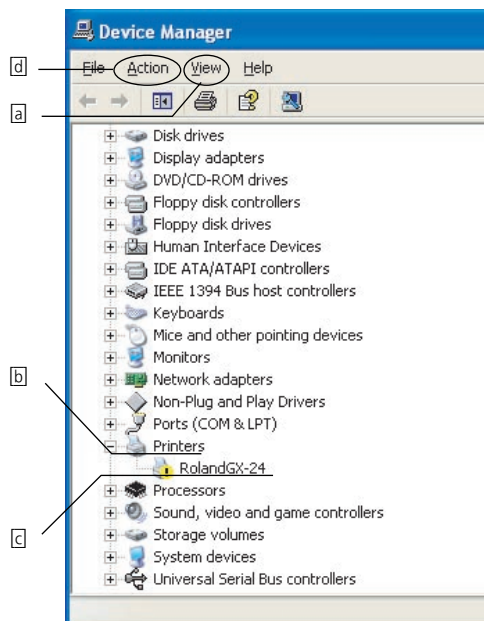 Device Manager
d
File Action View Help
a
Disk drives
Display adapters
DVD/CD-ROM drives
Floppy disk controllers
Floppy disk drives
Human Interface Devices
IDE ATA/ATAPI controllers
IEEE 1394 Bus host controllers
Keyboards
Mice and other pointing devices
Monitors
b
Network adapters
Non-Plug and Play Drivers
Ports (COM & LPT)
Printers
RolandGX-24
c
Processors
Sound, video and game controllers
Storage volumes
System devices
Universal Serial Bus controllers